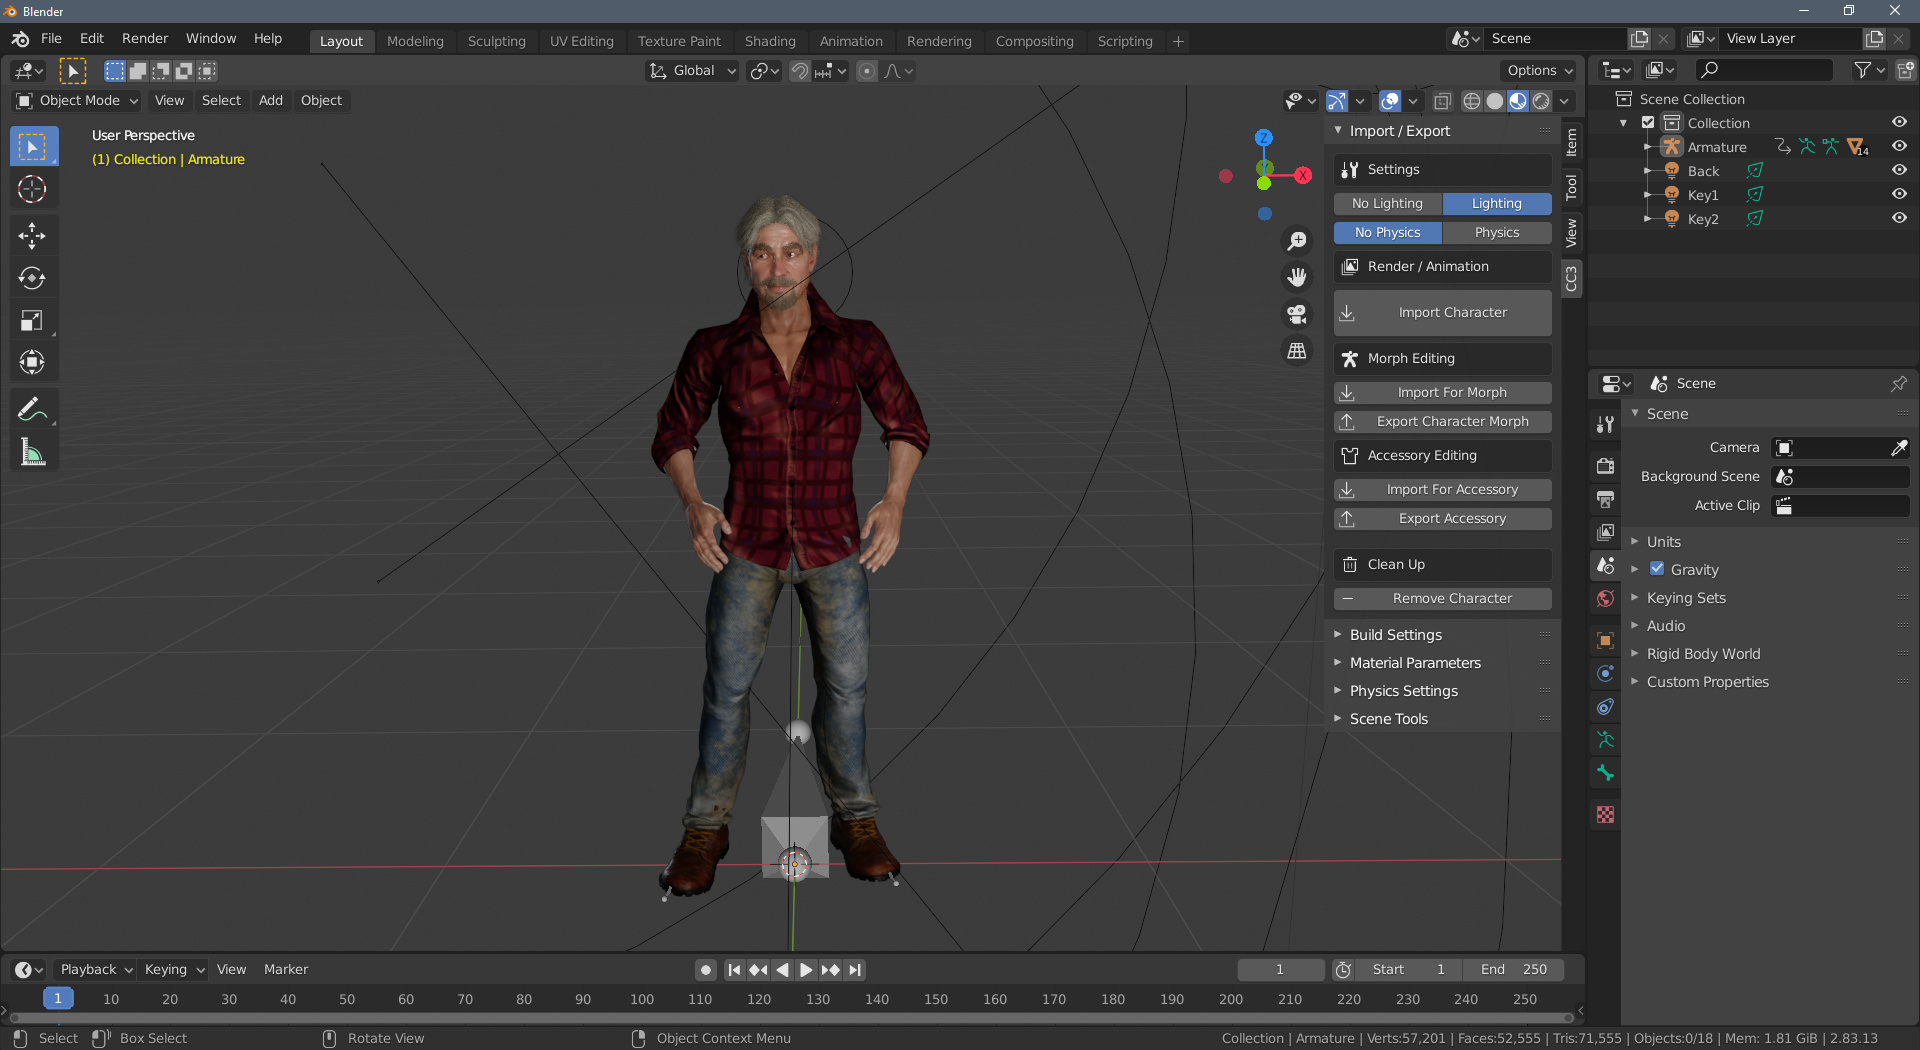 Blender
File Edit Render Window Help Layout Modeling Sculpting UV Editing Texture Paint Shading Animation Rendering Compositing Scripting + Scene View Layer
Global Options
Object Mode View Select Add Object
User Perspective
(1) Collection | Armature
Z
X
Import / Export
Settings
No Lighting Lighting
No Physics Physics
Render / Animation
Import Character
Morph Editing
Import For Morph
Export Character Morph
Accessory Editing
Import For Accessory
Export Accessory
Clean Up
Remove Character
Build Settings
Material Parameters
Physics Settings
Scene Tools
Item
Tool
View
CC3
Scene Collection
Collection
Armature 14
Back
Key1
Key2
Scene
Scene
Camera
Background Scene
Active Clip
Units
Gravity
Keying Sets
Audio
Rigid Body World
Custom Properties
Playback Keying View Marker 1 Start 1 End 250
1 10 20 30 40 50 60 70 80 90 100 110 120 130 140 150 160 170 180 190 200 210 220 230 240 250
Select Box Select Rotate View Object Context Menu Collection | Armature | Verts:57,201 | Faces:52,555 | Tris:71,555 | Objects:0/18 | Mem: 1.81 GiB | 2.83.13